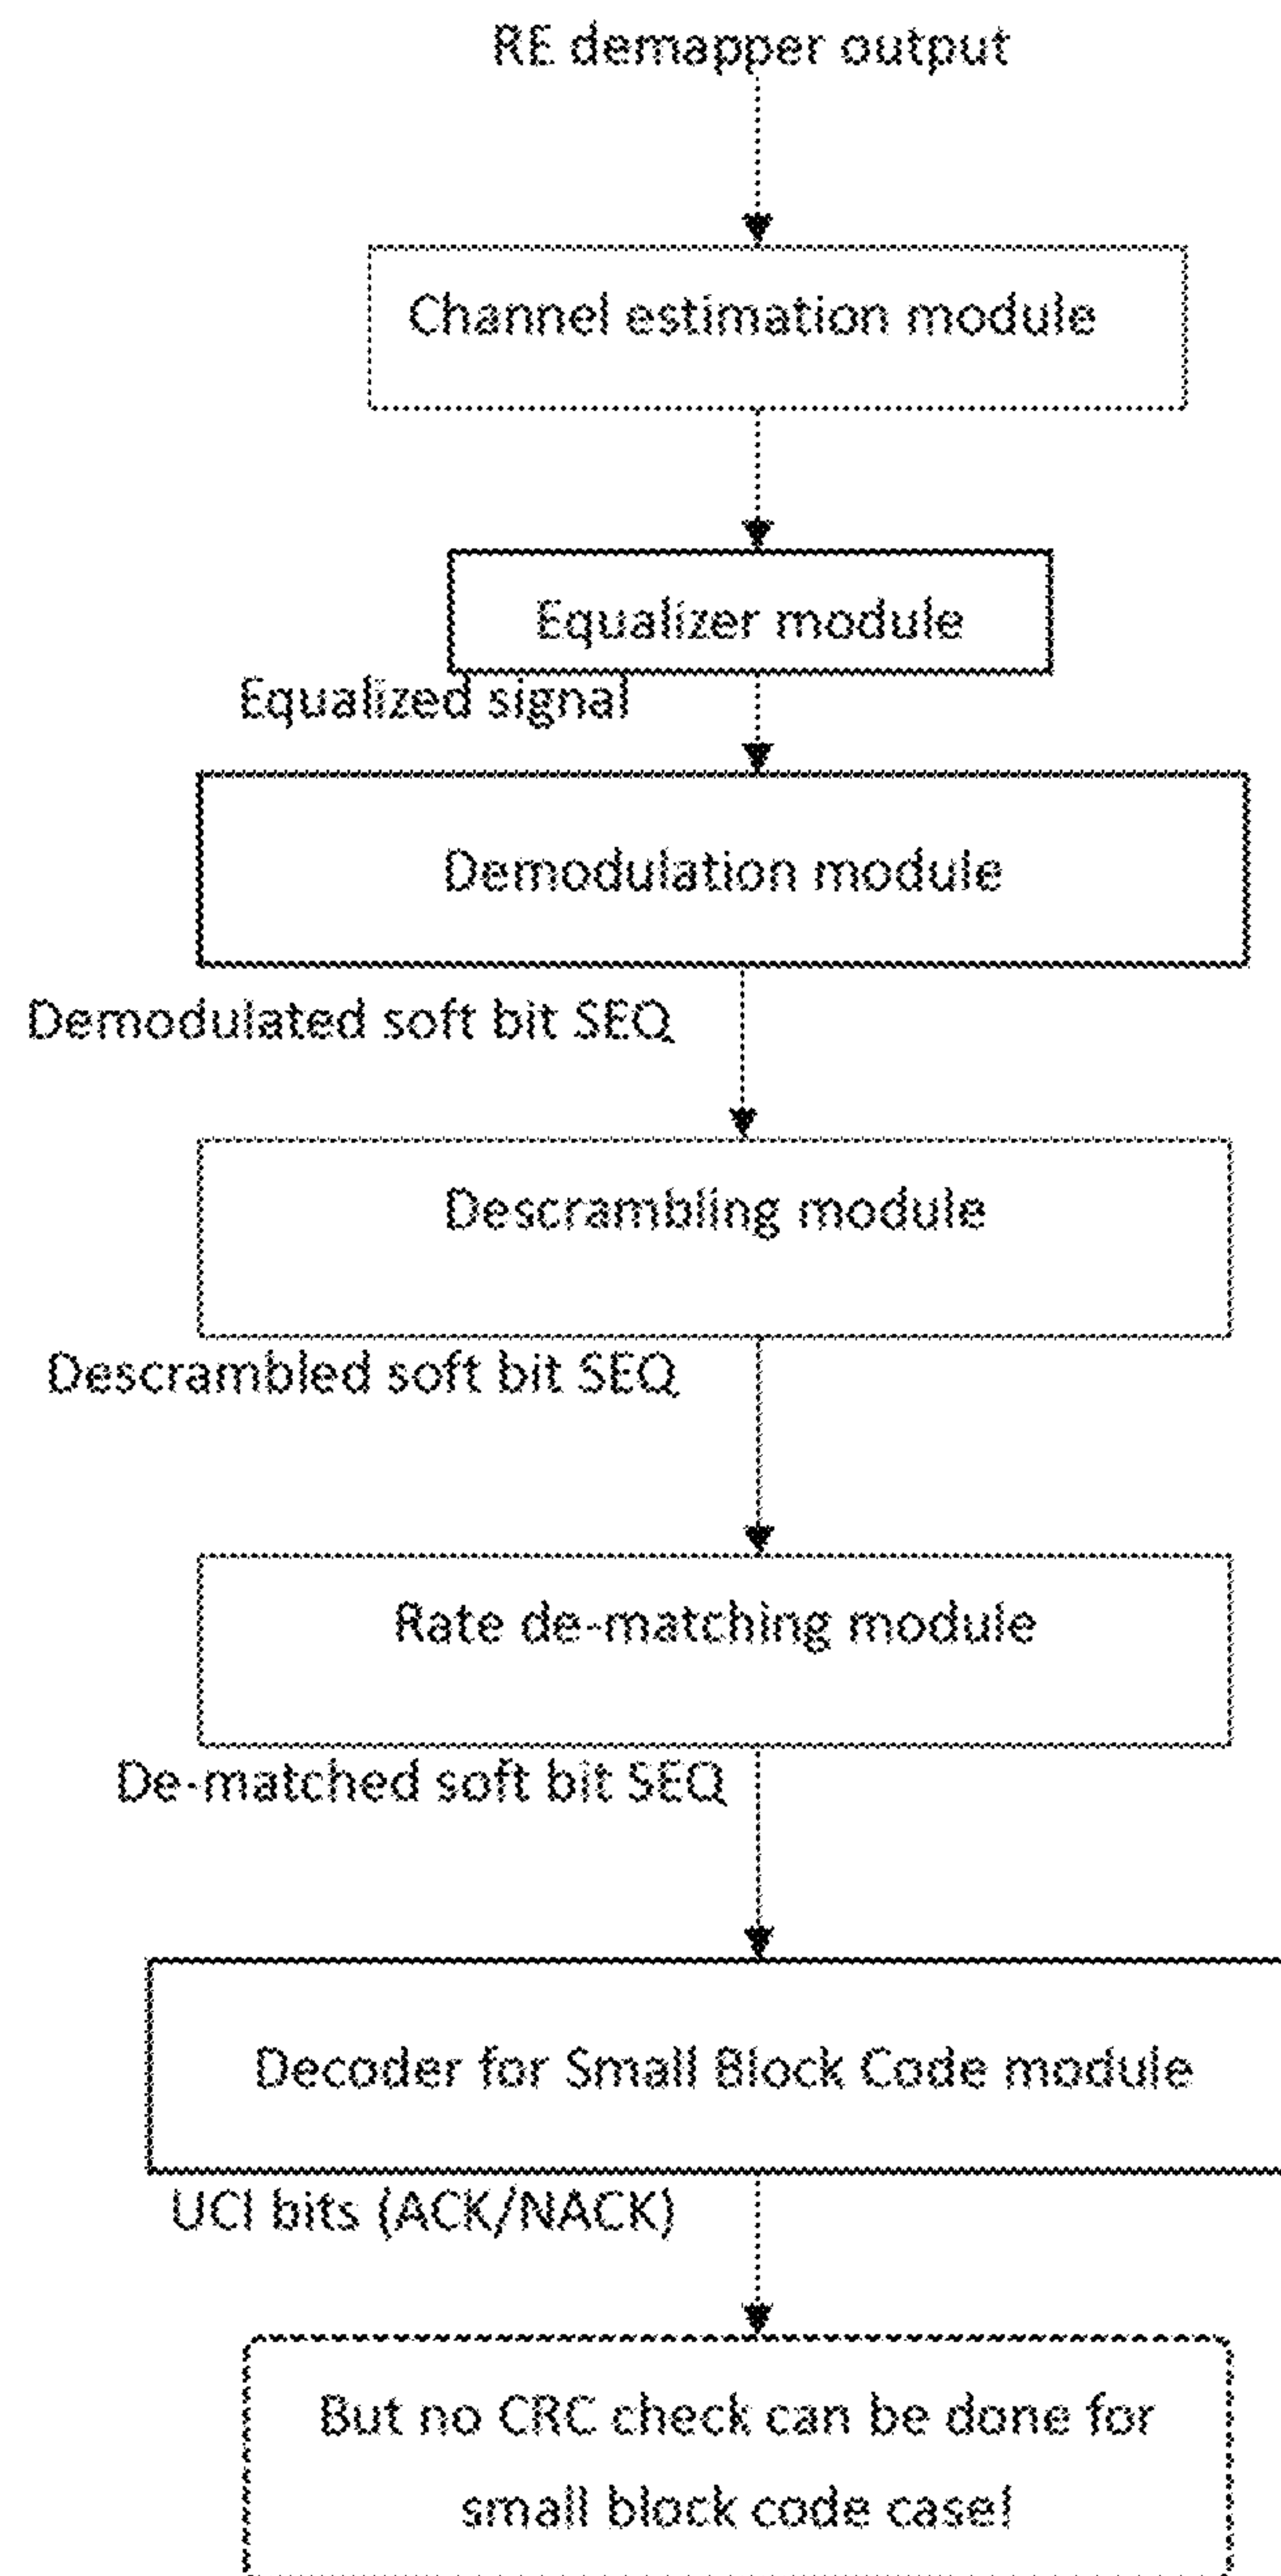 RE demapper output
Channel estimation module
Equalizer module
Equalized signal
Demodulation module
Demodulated soft bit SEQ
Descrambling module
Descrambled soft bit SEQ
Rate de-matching module
De-matched soft bit SEQ
Decoder for Small Block Code module
UCI bits (ACK/NACK)
But no CRC check can be done for
small block code case!